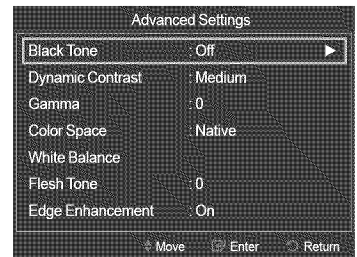 Advanced Settings
Black Tone : Off ►
Dynamic Contrast : Medium
Gamma : 0
Color Space : Native
White Balance
Flesh Tone : 0
Edge Enhancement : On
Move Enter Return